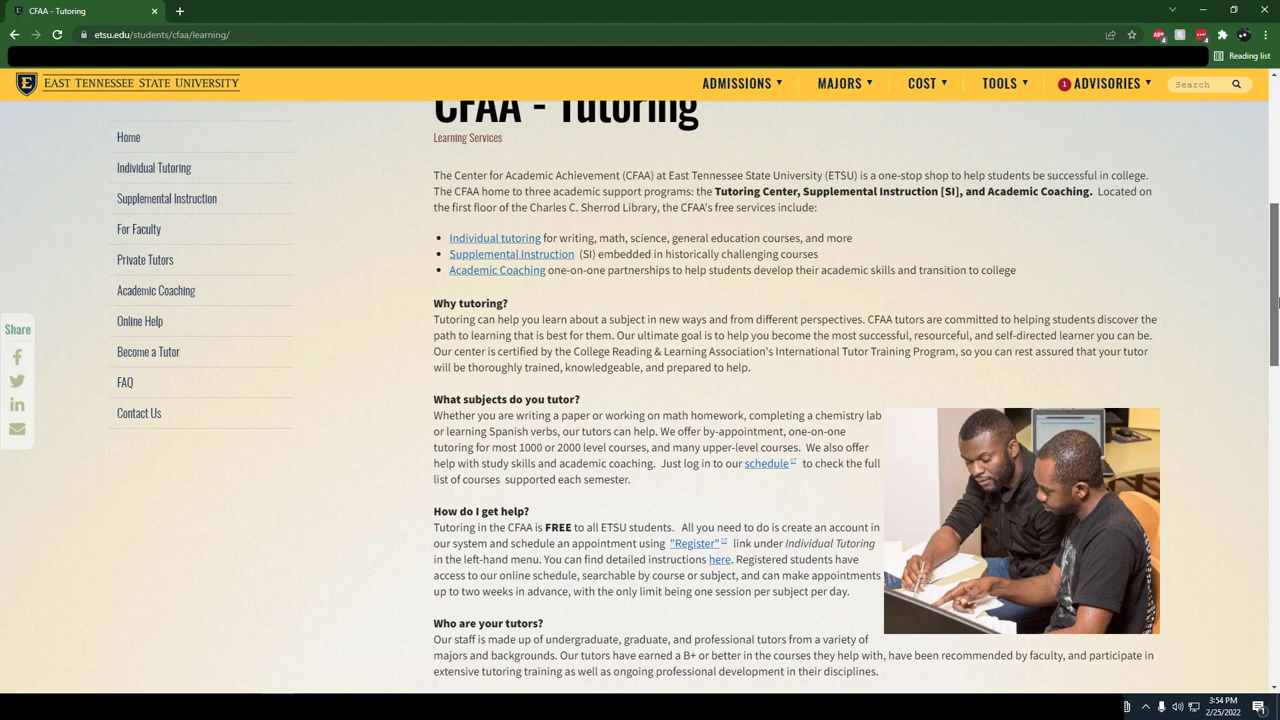 CFAA - Tutoring
etsu.edu/students/cfaa/learning/
Reading list
EAST TENNESSEE STATE UNIVERSITY
ADMISSIONS
MAJORS
COST
TOOLS
1 ADVISORIES
Search
CFAA - Tutoring
Learning Services
Home
Individual Tutoring
Supplemental Instruction
For Faculty
Private Tutors
Academic Coaching
Online Help
Become a Tutor
FAQ
Contact Us
Share
The Center for Academic Achievement (CFAA) at East Tennessee State University (ETSU) is a one-stop shop to help students be successful in college.
The CFAA home to three academic support programs: the Tutoring Center, Supplemental Instruction [SI], and Academic Coaching. Located on
the first floor of the Charles C. Sherrod Library, the CFAA's free services include:
• Individual tutoring for writing, math, science, general education courses, and more
• Supplemental Instruction (SI) embedded in historically challenging courses
• Academic Coaching one-on-one partnerships to help students develop their academic skills and transition to college
Why tutoring?
Tutoring can help you learn about a subject in new ways and from different perspectives. CFAA tutors are committed to helping students discover the
path to learning that is best for them. Our ultimate goal is to help you become the most successful, resourceful, and self-directed learner you can be.
Our center is certified by the College Reading & Learning Association's International Tutor Training Program, so you can rest assured that your tutor
will be thoroughly trained, knowledgeable, and prepared to help.
What subjects do you tutor?
Whether you are writing a paper or working on math homework, completing a chemistry lab
or learning Spanish verbs, our tutors can help. We offer by-appointment, one-on-one
tutoring for most 1000 or 2000 level courses, and many upper-level courses. We also offer
help with study skills and academic coaching. Just log in to our schedule to check the full
list of courses supported each semester.
How do I get help?
Tutoring in the CFAA is FREE to all ETSU students. All you need to do is create an account in
our system and schedule an appointment using "Register" link under Individual Tutoring
in the left-hand menu. You can find detailed instructions here. Registered students have
access to our online schedule, searchable by course or subject, and can make appointments
up to two weeks in advance, with the only limit being one session per subject per day.
Who are your tutors?
Our staff is made up of undergraduate, graduate, and professional tutors from a variety of
majors and backgrounds. Our tutors have earned a B+ or better in the courses they help with, have been recommended by faculty, and participate in
extensive tutoring training as well as ongoing professional development in their disciplines.
3:54 PM
2/25/2022